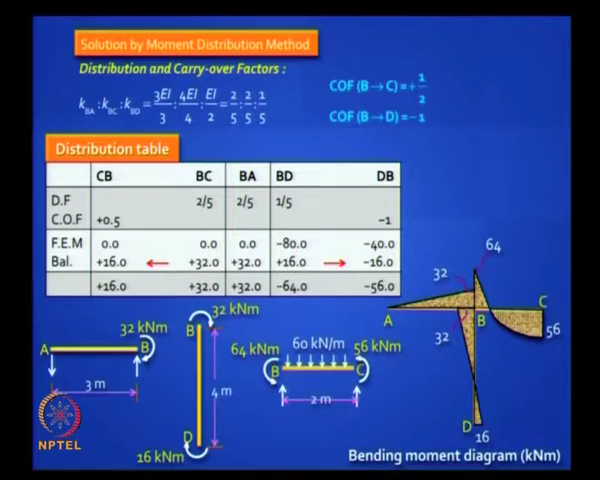 Solution by Moment Distribution Method
Distribution and Carry-over Factors :
k_BA : k_BC : k_BD = 3EI/3 : 4EI/4 : EI/2 = 2/5 : 2/5 : 1/5
COF (B→C)=+1/2
COF (B→D)=−1
Distribution table
CB BC BA BD DB
D.F 2/5 2/5 1/5
C.O.F +0.5 −1
F.E.M 0.0 0.0 0.0 −80.0 −40.0
Bal. +16.0 ← +32.0 +32.0 +16.0 → −16.0
+16.0 +32.0 +32.0 −64.0 −56.0
32 kNm
A B
3 m
32 kNm
B
4 m
D
16 kNm
60 kN/m
64 kNm 56 kNm
B C
2 m
64
32
A B C
32 56
D 16
Bending moment diagram (kNm)
NPTEL